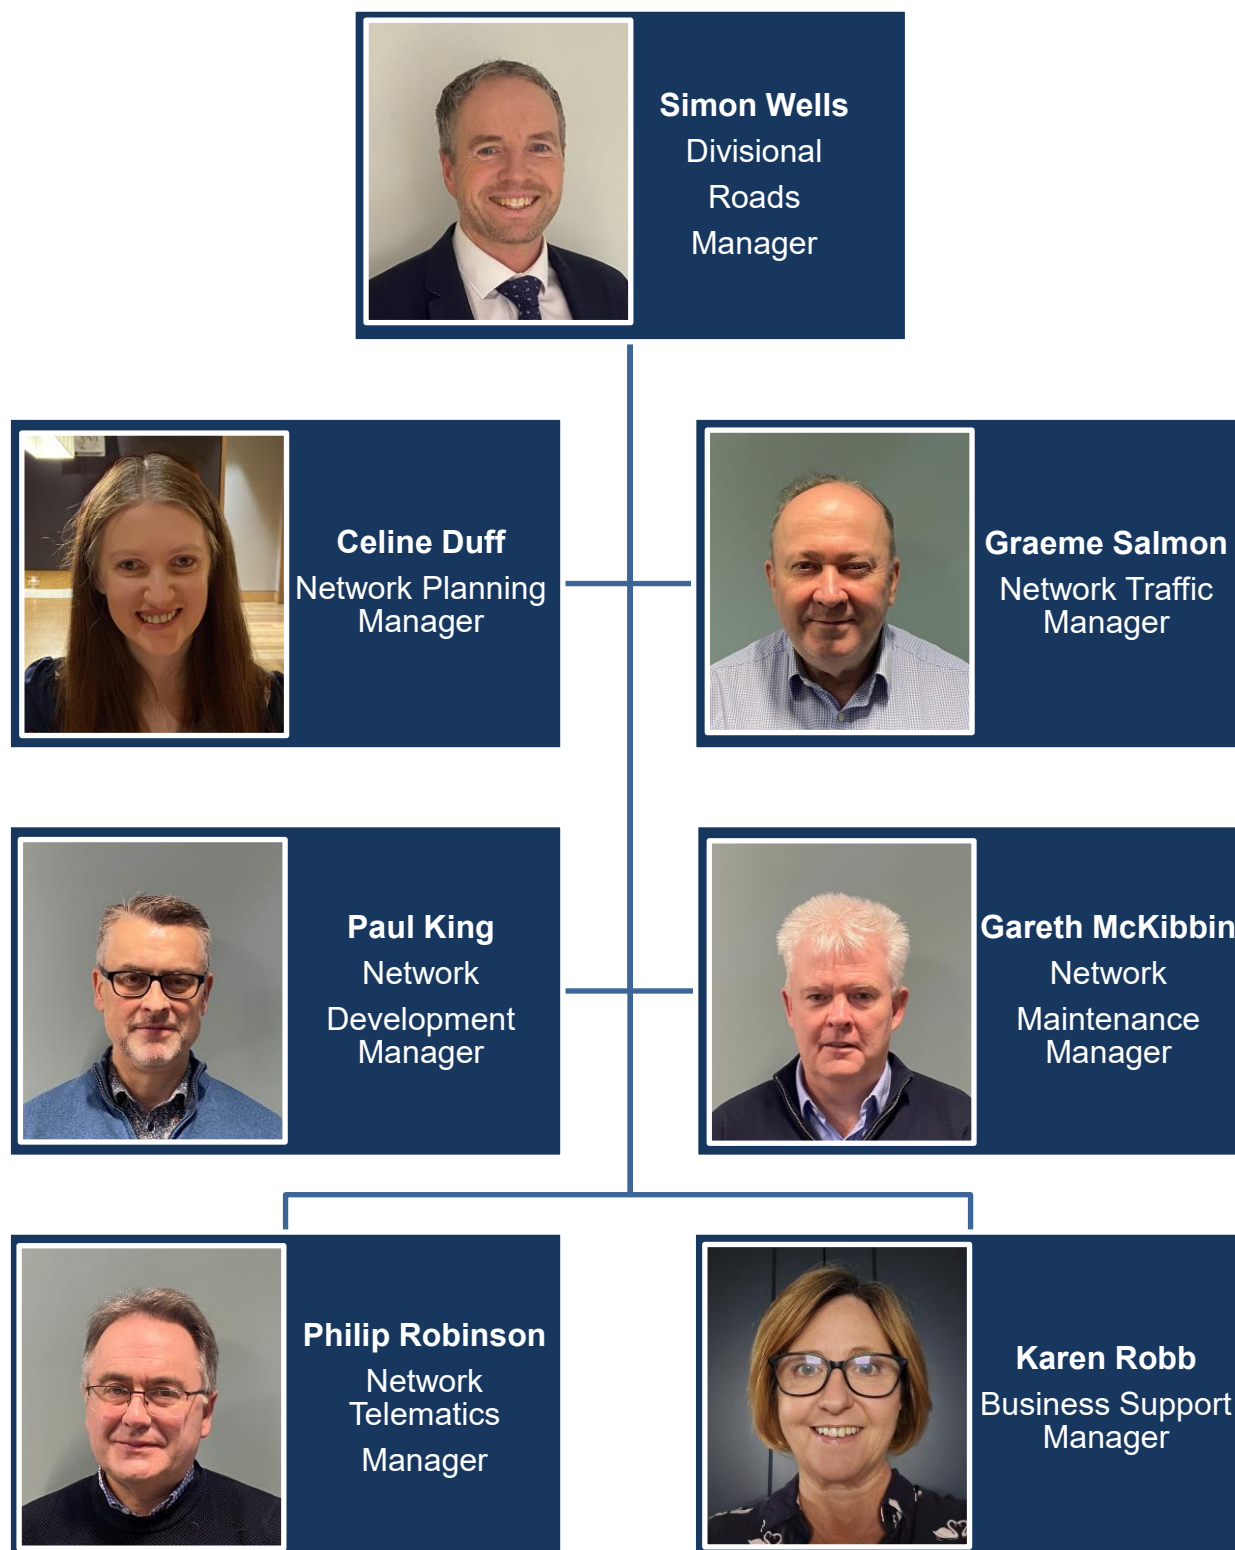 Simon Wells
Divisional
Roads
Manager
Celine Duff
Network Planning
Manager
Graeme Salmon
Network Traffic
Manager
Paul King
Network
Development
Manager
Gareth McKibbin
Network
Maintenance
Manager
Philip Robinson
Network
Telematics
Manager
Karen Robb
Business Support
Manager